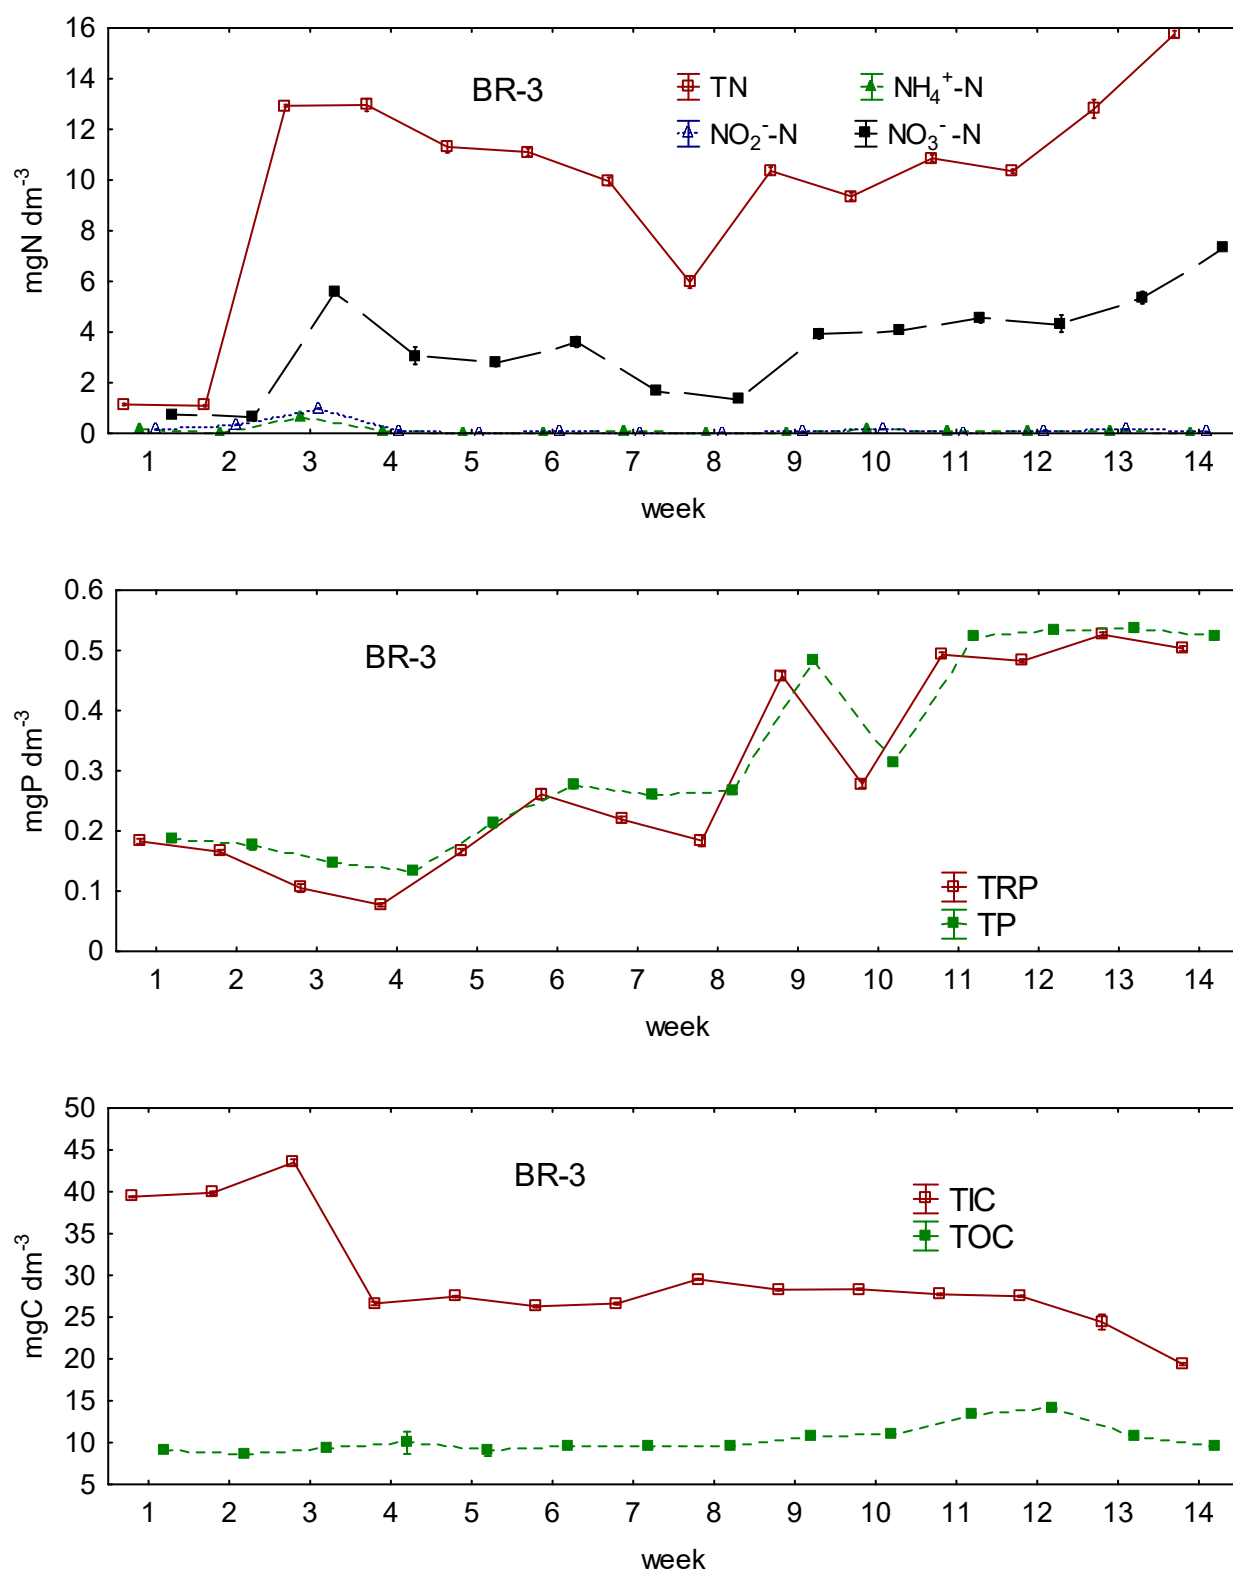 16
14
12
10
8
6
4
2
0
mgN dm⁻³
BR-3
TN NH₄⁺-N
NO₂⁻-N NO₃⁻-N
1 2 3 4 5 6 7 8 9 10 11 12 13 14
week
0.6
0.5
0.4
0.3
0.2
0.1
0
mgP dm⁻³
BR-3
TRP
TP
1 2 3 4 5 6 7 8 9 10 11 12 13 14
week
50
45
40
35
30
25
20
15
10
5
mgC dm⁻³
BR-3
TIC
TOC
1 2 3 4 5 6 7 8 9 10 11 12 13 14
week